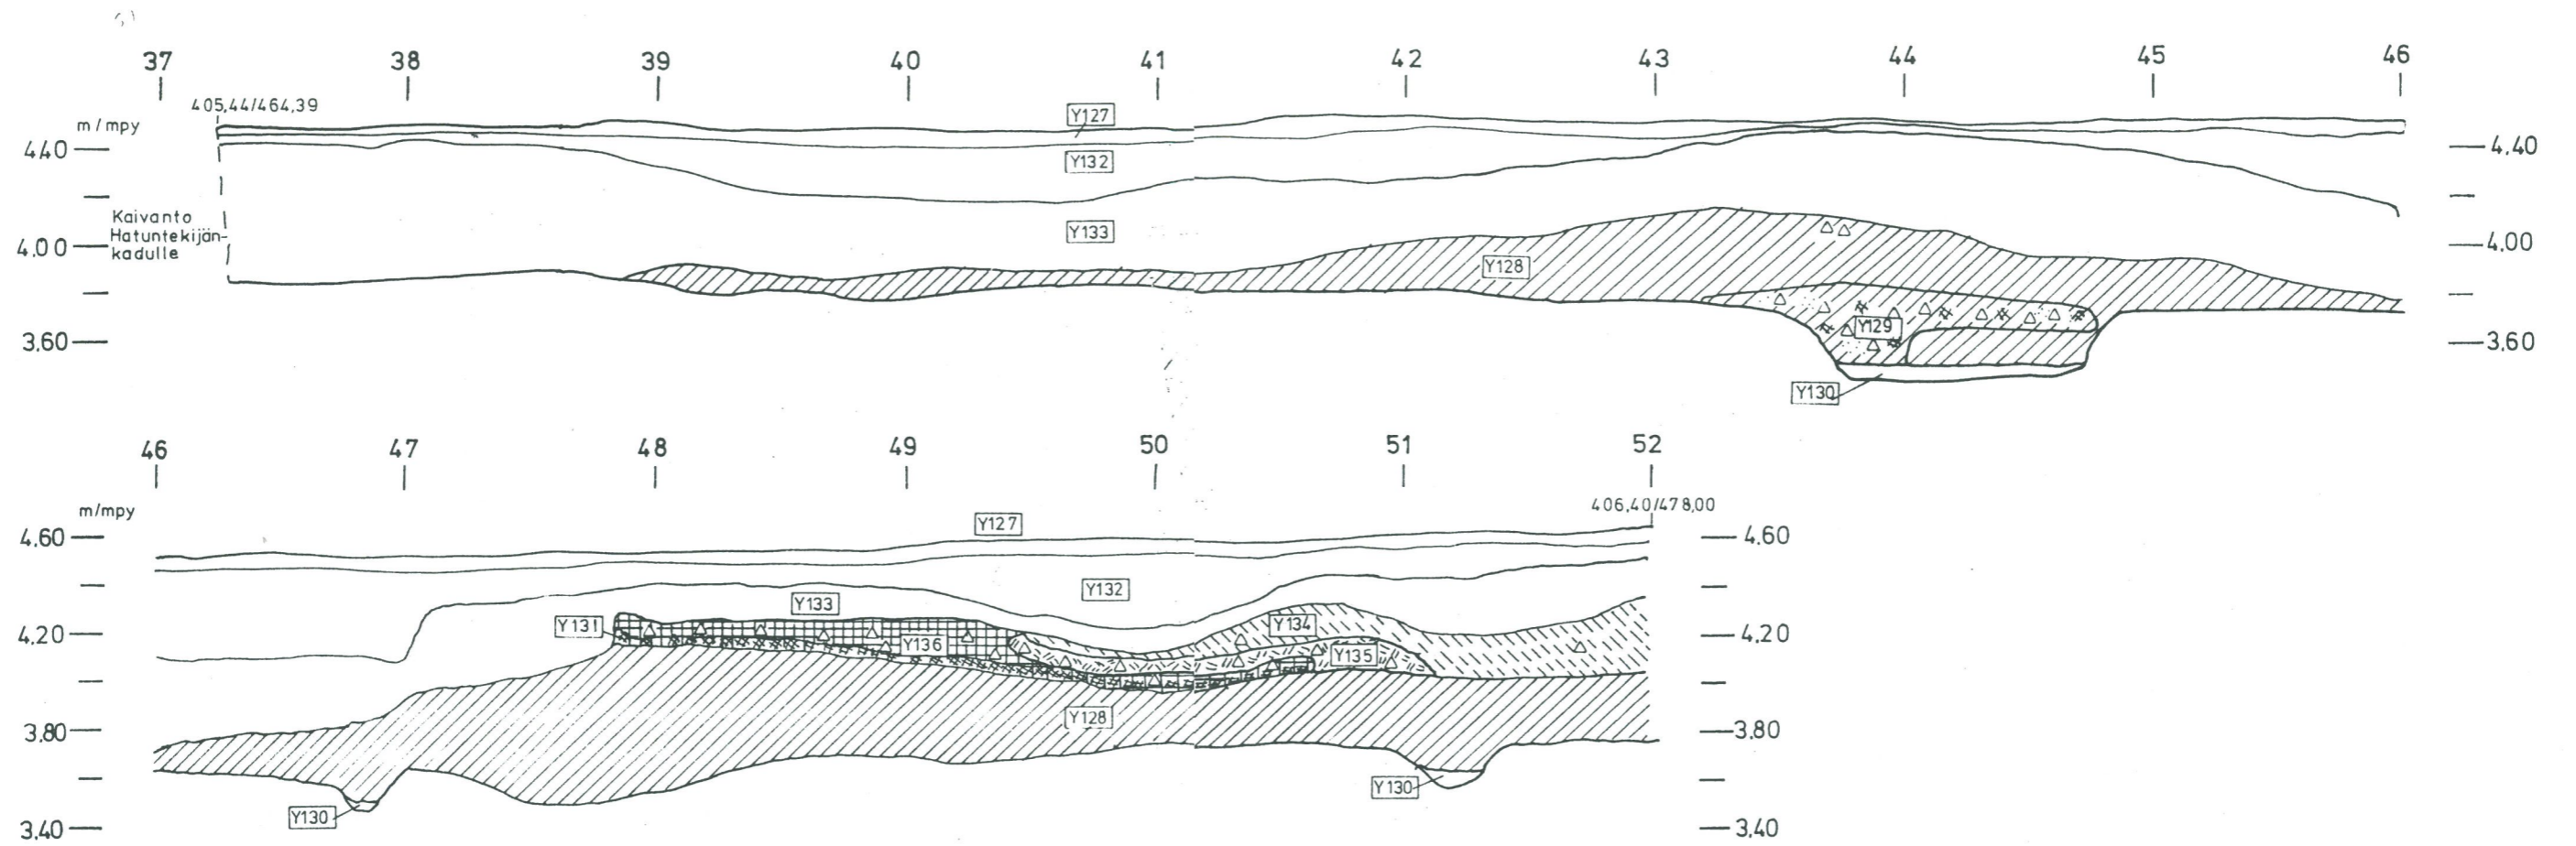 37 38 39 40 41 42 43 44 45 46
405,44/464,39
m/mpy
Y127
440
4,40
Y132
Kaivanto
Hatuntekijän-
kadulle
Y133
4.00
4.00
Y128
Y129
3,60
3,60
Y130
46 47 48 49 50 51 52
m/mpy
406,40/478,00
Y127
4.60
4.60
Y132
Y133
Y131
Y134
4,20
4,20
Y136
Y135
Y128
3,80
3,80
Y130
Y130
3,40
3,40